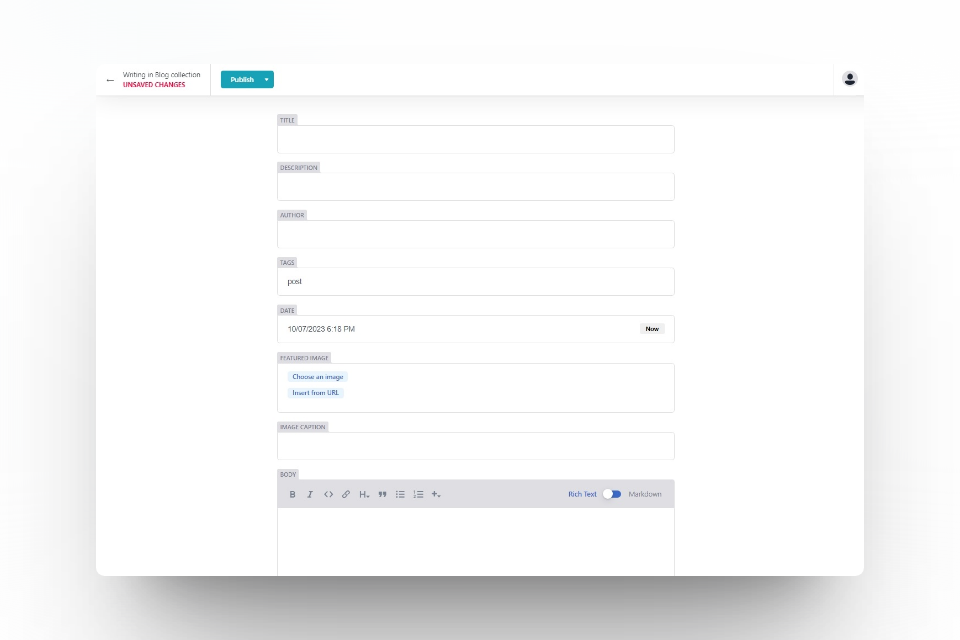 ← Writing in Blog collection
UNSAVED CHANGES
Publish
TITLE
DESCRIPTION
AUTHOR
TAGS
post
DATE
10/07/2023 6:18 PM
Now
FEATURED IMAGE
Choose an image
Insert from URL
IMAGE CAPTION
BODY
B I <> H Rich Text Markdown